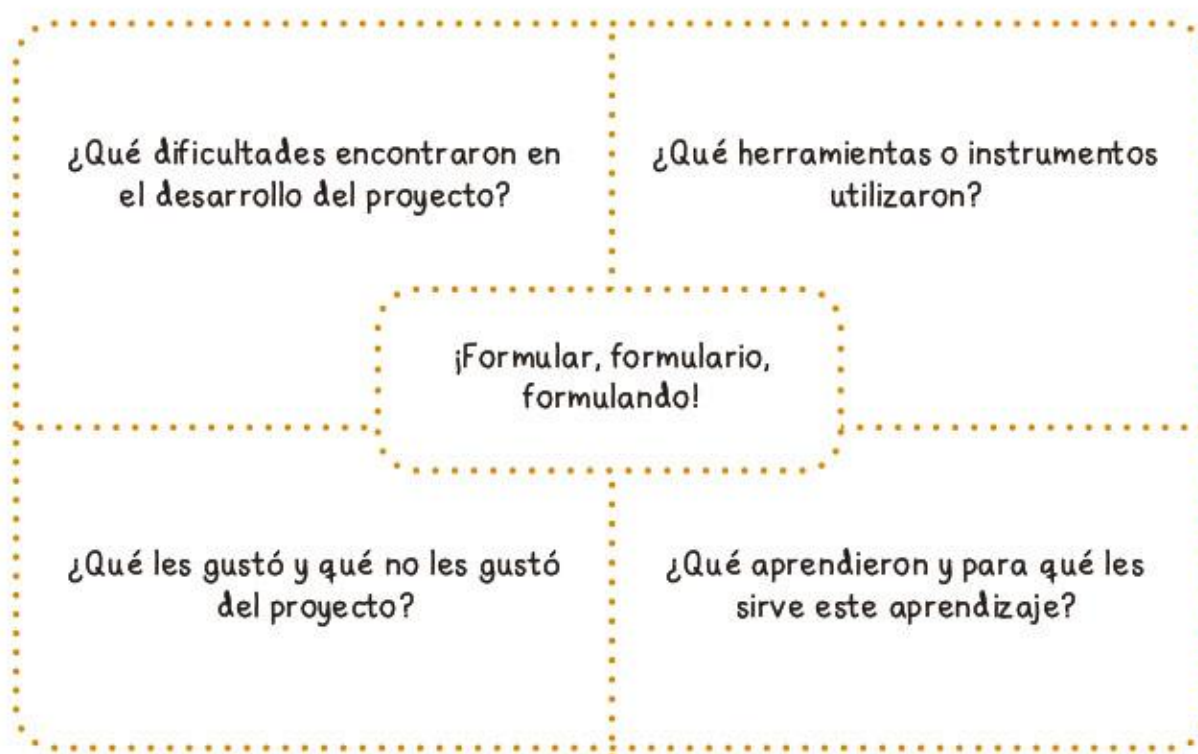 ¿Qué dificultades encontraron en
el desarrollo del proyecto?
¿Qué herramientas o instrumentos
utilizaron?
¡Formular, formulario,
formulando!
¿Qué les gustó y qué no les gustó
del proyecto?
¿Qué aprendieron y para qué les
sirve este aprendizaje?